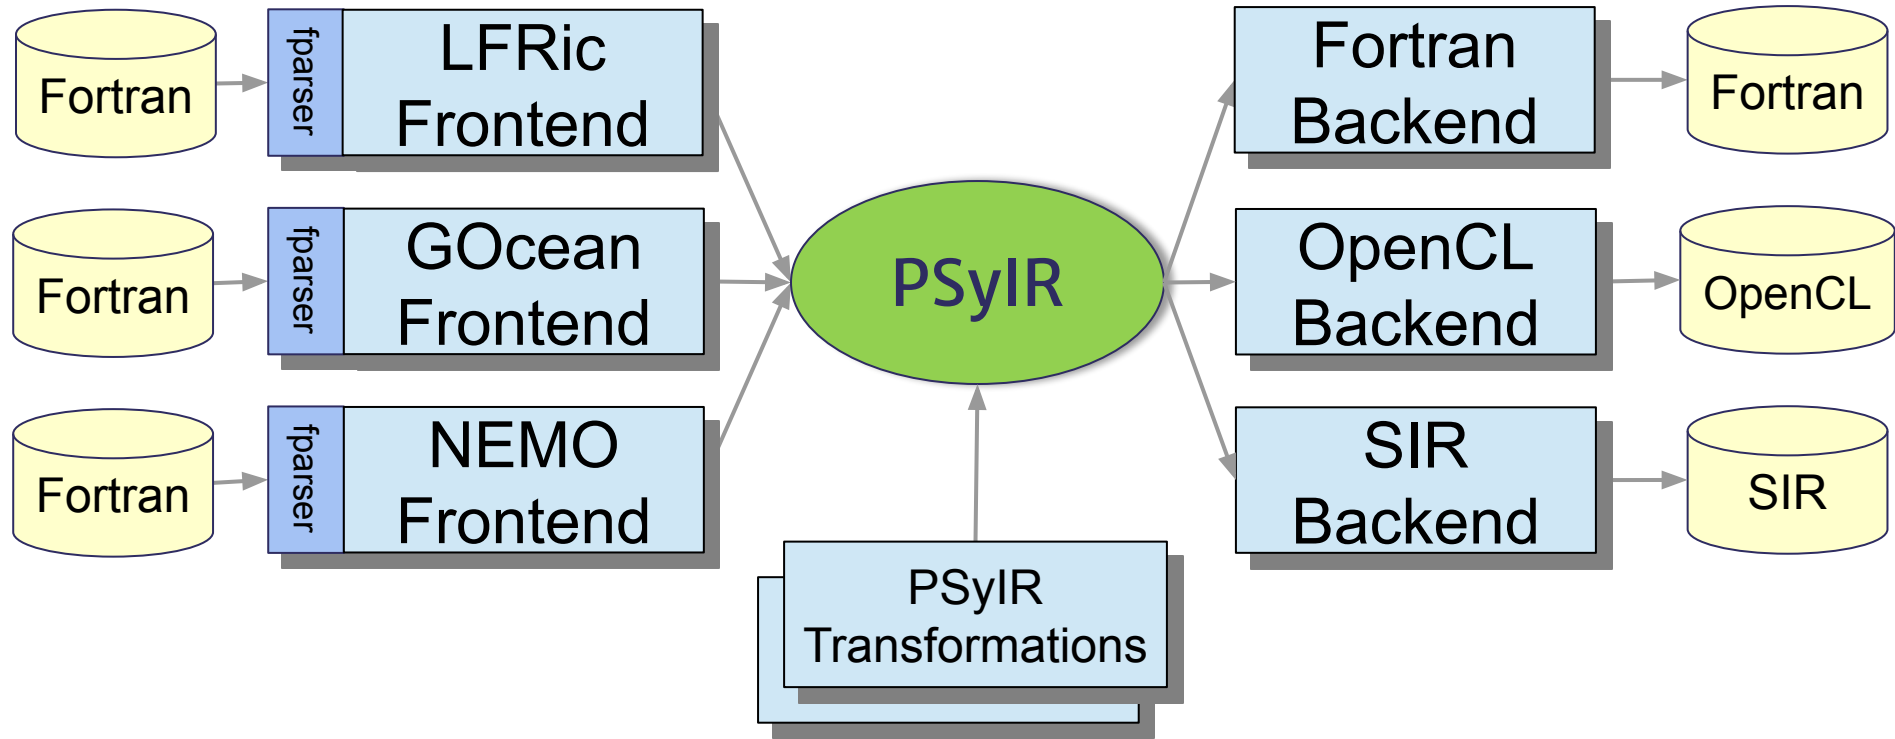 Fortran
fparser
LFRic
Frontend
Fortran
Backend
Fortran
Fortran
fparser
GOcean
Frontend
PSyIR
OpenCL
Backend
OpenCL
Fortran
fparser
NEMO
Frontend
SIR
Backend
SIR
PSyIR
Transformations